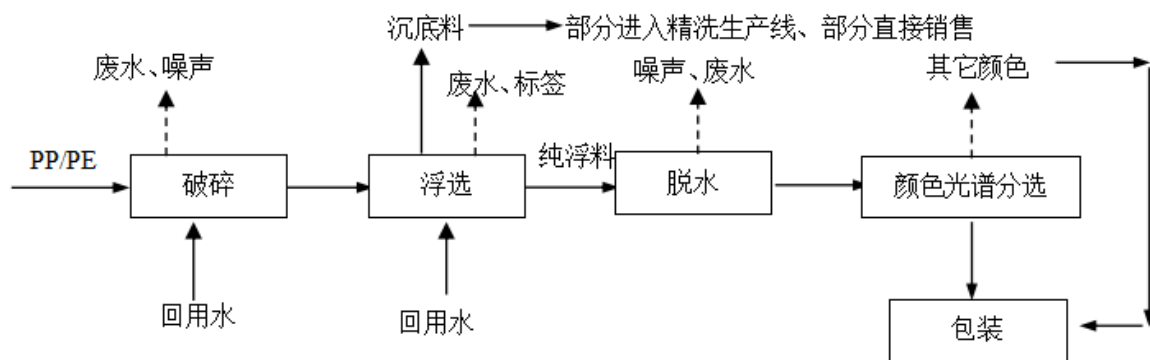 沉底料
部分进入精洗生产线、部分直接销售
废水、噪声
废水、标签
噪声、废水
其它颜色
PP/PE
破碎
浮选
纯浮料
脱水
颜色光谱分选
回用水
回用水
包装